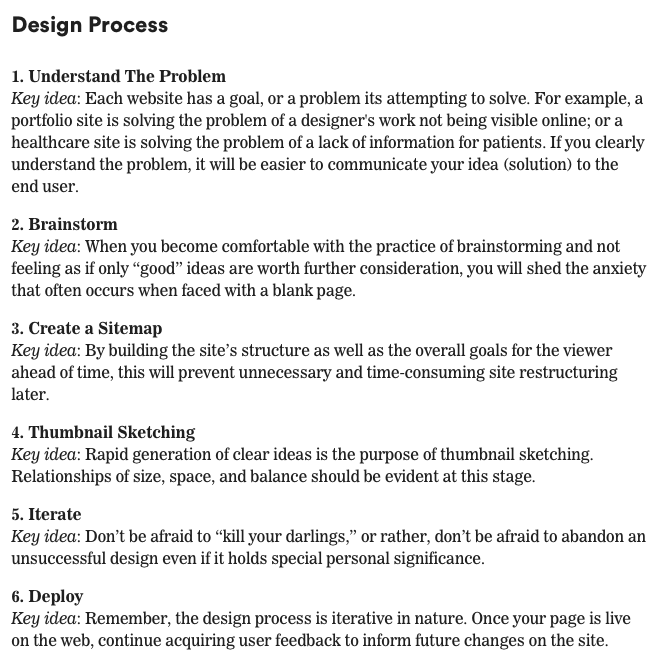 Design Process
1. Understand The Problem
Key idea: Each website has a goal, or a problem its attempting to solve. For example, a
portfolio site is solving the problem of a designer's work not being visible online; or a
healthcare site is solving the problem of a lack of information for patients. If you clearly
understand the problem, it will be easier to communicate your idea (solution) to the
end user.
2. Brainstorm
Key idea: When you become comfortable with the practice of brainstorming and not
feeling as if only “good” ideas are worth further consideration, you will shed the anxiety
that often occurs when faced with a blank page.
3. Create a Sitemap
Key idea: By building the site’s structure as well as the overall goals for the viewer
ahead of time, this will prevent unnecessary and time-consuming site restructuring
later.
4. Thumbnail Sketching
Key idea: Rapid generation of clear ideas is the purpose of thumbnail sketching.
Relationships of size, space, and balance should be evident at this stage.
5. Iterate
Key idea: Don’t be afraid to “kill your darlings,” or rather, don’t be afraid to abandon an
unsuccessful design even if it holds special personal significance.
6. Deploy
Key idea: Remember, the design process is iterative in nature. Once your page is live
on the web, continue acquiring user feedback to inform future changes on the site.